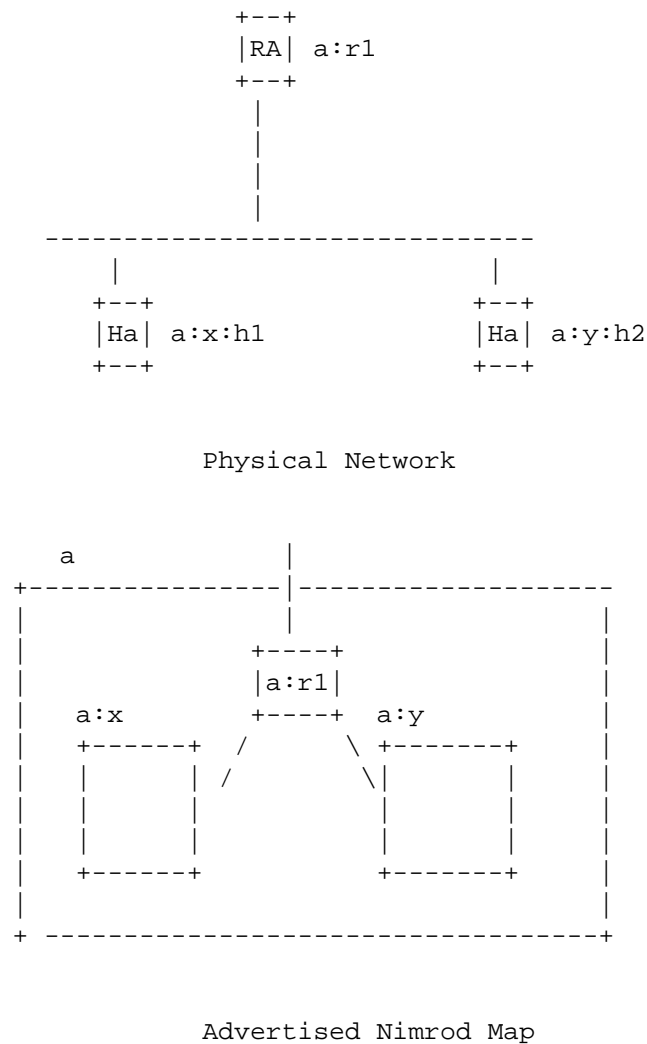 RA a:r1
Ha a:x:h1 Ha a:y:h2
Physical Network
a
a:r1
a:x a:y
Advertised Nimrod Map